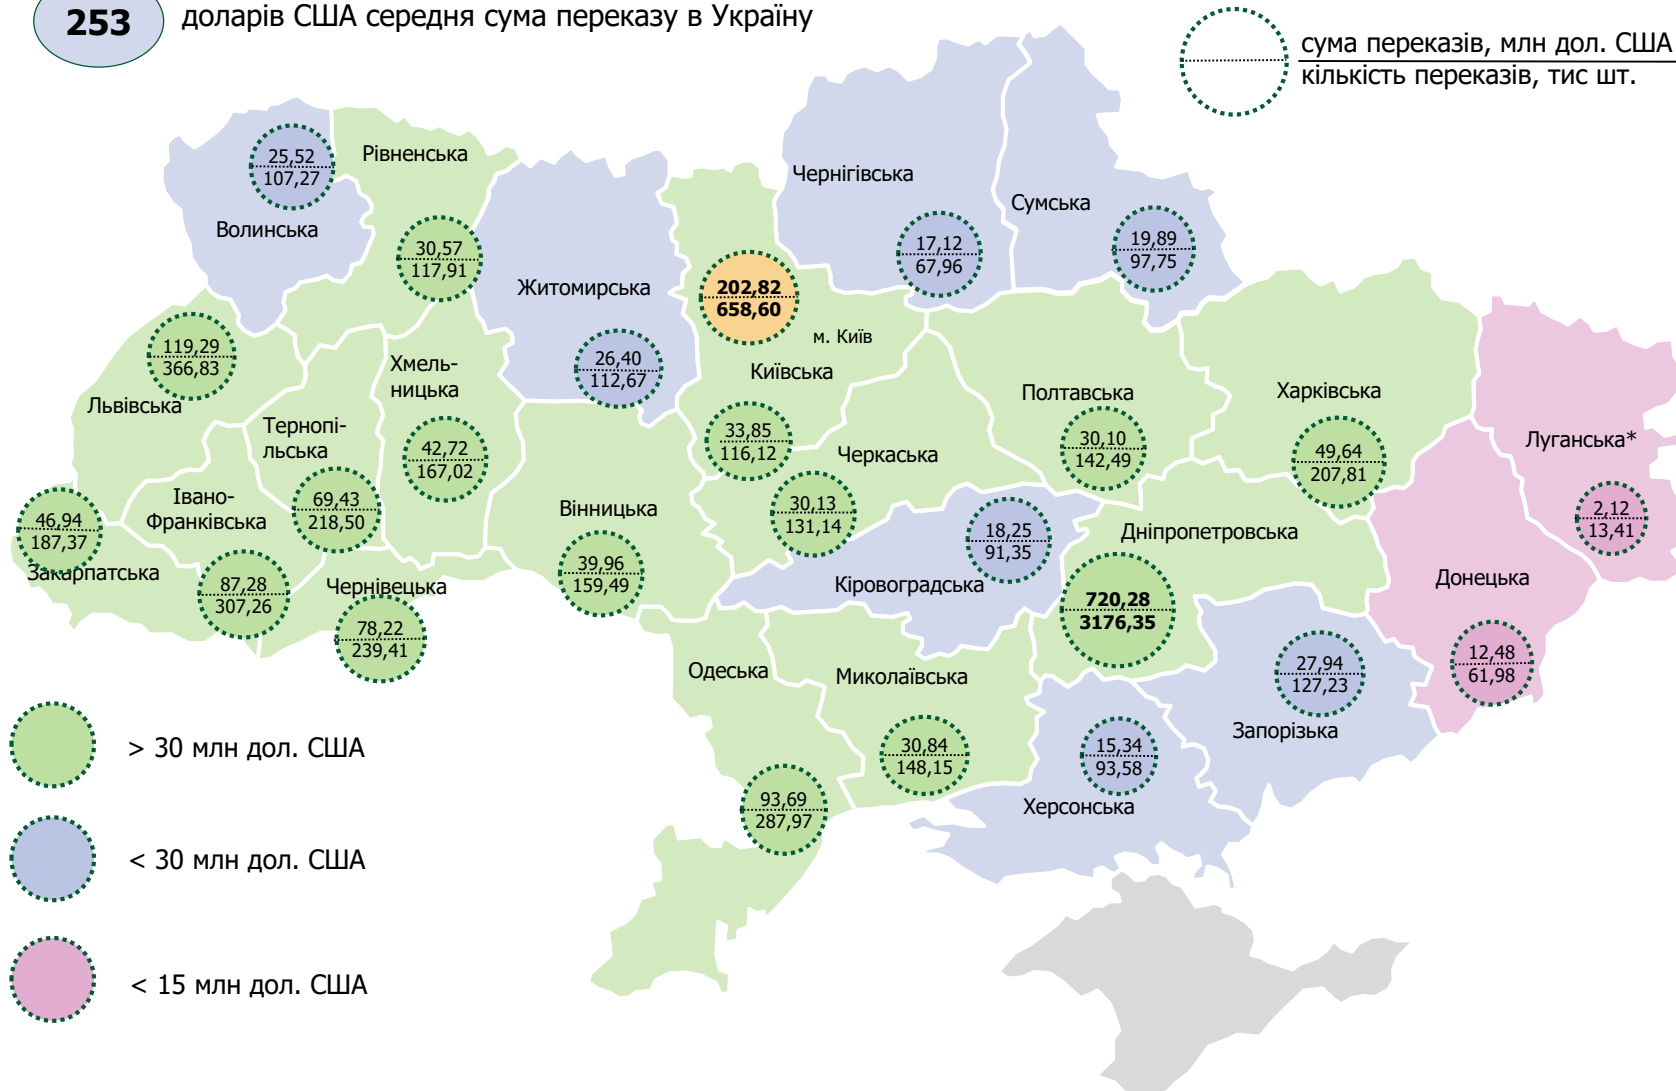 253
доларів США середня сума переказу в Україну
сума переказів, млн дол. США
кількість переказів, тис шт.
25,52
107,27
Волинська
Рівненська
30,57
117,91
Житомирська
26,40
112,67
Чернігівська
17,12
67,96
Сумська
19,89
97,75
202,82
658,60
м. Київ
Київська
33,85
116,12
119,29
366,83
Львівська
Хмель-
ницька
42,72
167,02
Тернопі-
льська
69,43
218,50
Івано-
Франківська
87,28
307,26
46,94
187,37
Закарпатська
Чернівецька
78,22
239,41
Вінницька
39,96
159,49
Черкаська
30,13
131,14
Полтавська
30,10
142,49
Харківська
49,64
207,81
Луганська*
2,12
13,41
Донецька
12,48
61,98
Дніпропетровська
720,28
3176,35
18,25
91,35
Кіровоградська
Одеська
93,69
287,97
Миколаївська
30,84
148,15
15,34
93,58
Херсонська
27,94
127,23
Запорізька
> 30 млн дол. США
< 30 млн дол. США
< 15 млн дол. США